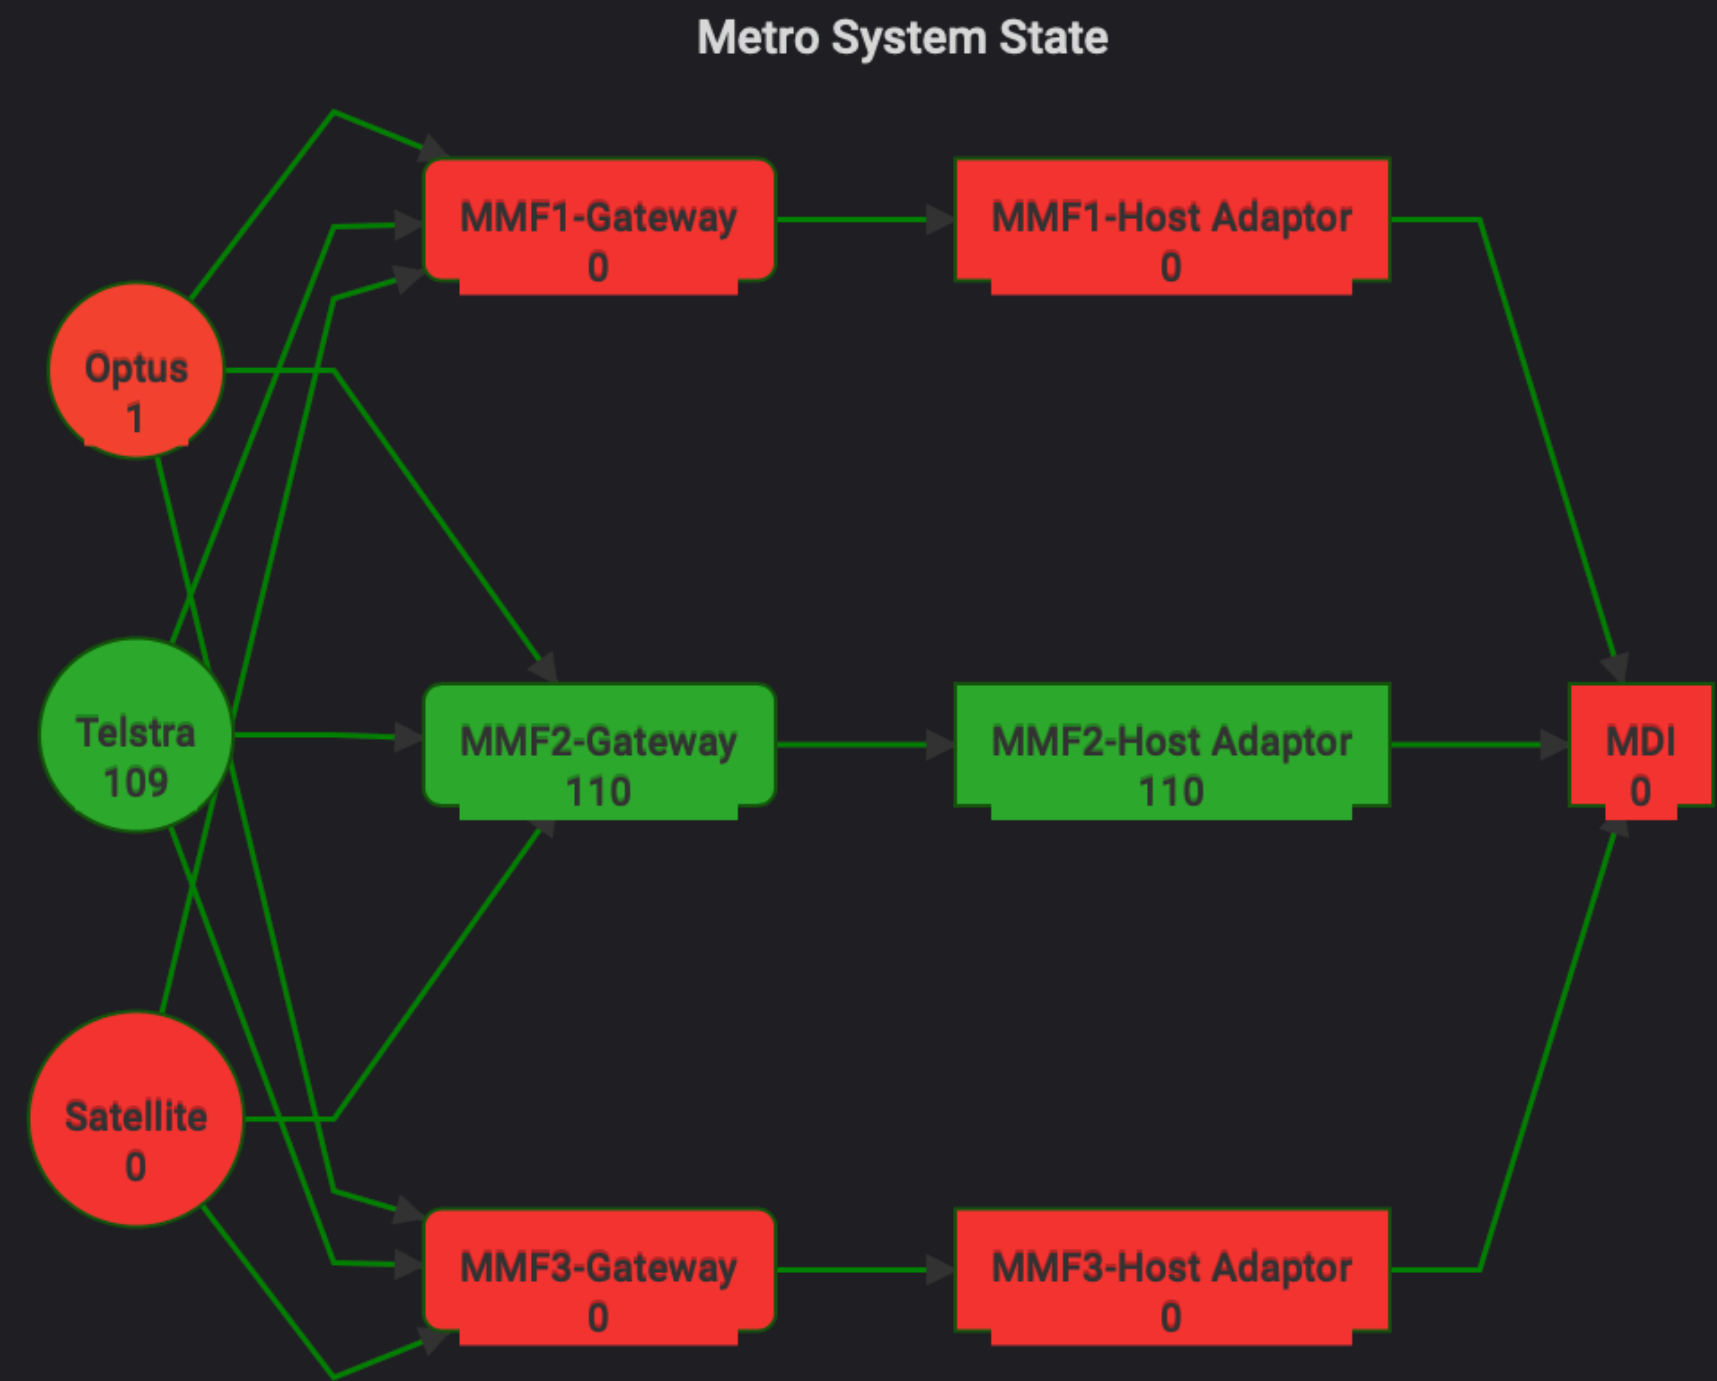 Metro System State
MMF1-Gateway
0
MMF1-Host Adaptor
0
Optus
1
Telstra
109
MMF2-Gateway
110
MMF2-Host Adaptor
110
MDI
0
Satellite
0
MMF3-Gateway
0
MMF3-Host Adaptor
0